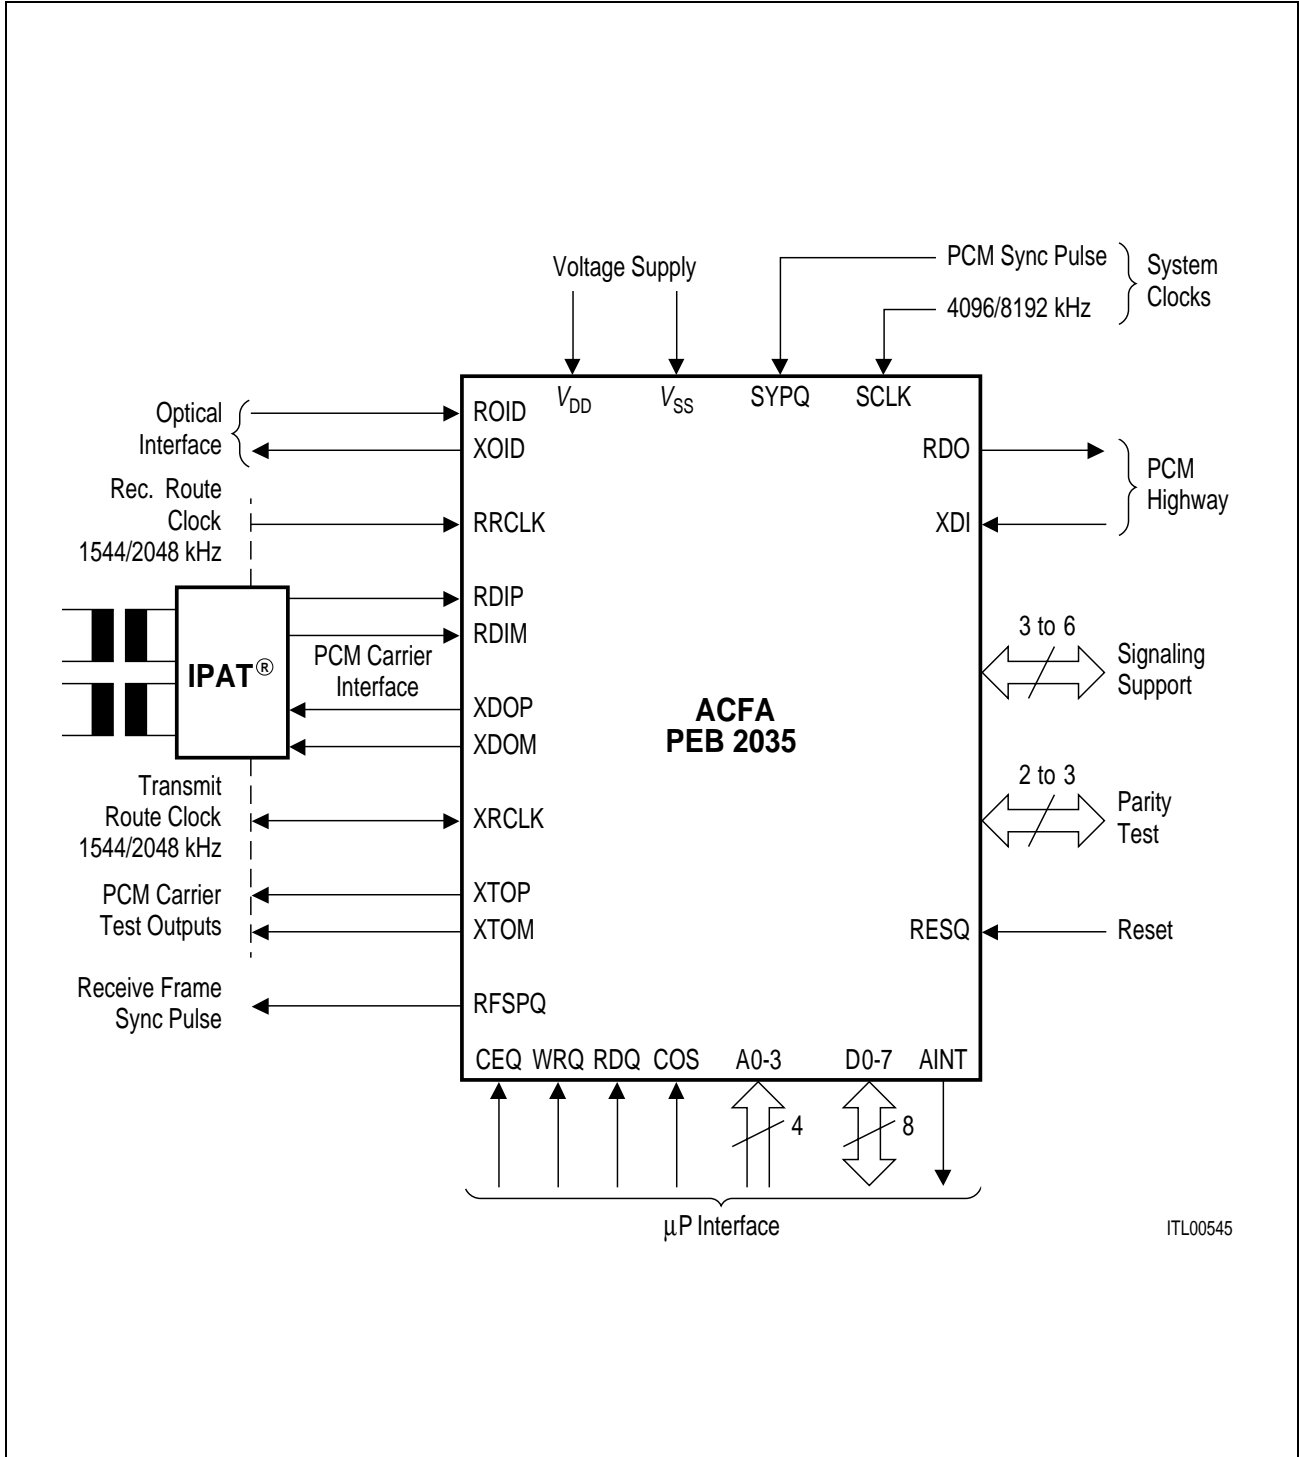 Voltage Supply
PCM Sync Pulse
4096/8192 kHz
System
Clocks
Optical
Interface
ROID
XOID
VDD
VSS
SYPQ
SCLK
RDO
XDI
PCM
Highway
Rec. Route
Clock
1544/2048 kHz
RRCLK
RDIP
RDIM
IPAT®
PCM Carrier
Interface
XDOP
XDOM
ACFA
PEB 2035
3 to 6
Signaling
Support
2 to 3
Parity
Test
Transmit
Route Clock
1544/2048 kHz
XRCLK
PCM Carrier
Test Outputs
XTOP
XTOM
RESQ
Reset
Receive Frame
Sync Pulse
RFSPQ
CEQ WRQ RDQ COS A0-3 D0-7 AINT
4
8
µP Interface
ITL00545